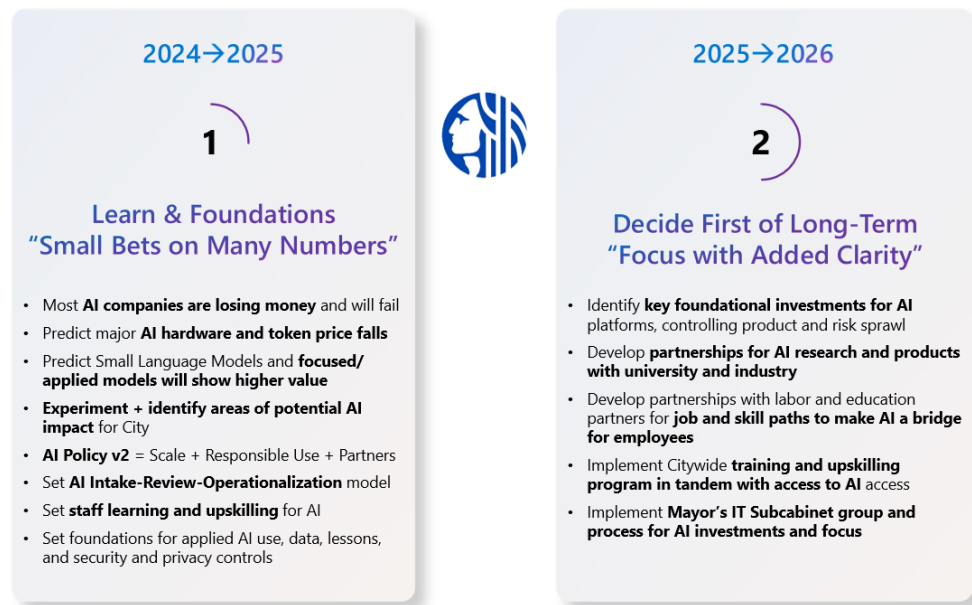 2024→2025
1
Learn & Foundations
“Small Bets on Many Numbers”
• Most AI companies are losing money and will fail
• Predict major AI hardware and token price falls
• Predict Small Language Models and focused/
applied models will show higher value
• Experiment + identify areas of potential AI
impact for City
• AI Policy v2 = Scale + Responsible Use + Partners
• Set AI Intake-Review-Operationalization model
• Set staff learning and upskilling for AI
• Set foundations for applied AI use, data, lessons,
and security and privacy controls
2025→2026
2
Decide First of Long-Term
“Focus with Added Clarity”
• Identify key foundational investments for AI
platforms, controlling product and risk sprawl
• Develop partnerships for AI research and products
with university and industry
• Develop partnerships with labor and education
partners for job and skill paths to make AI a bridge
for employees
• Implement Citywide training and upskilling
program in tandem with access to AI access
• Implement Mayor’s IT Subcabinet group and
process for AI investments and focus